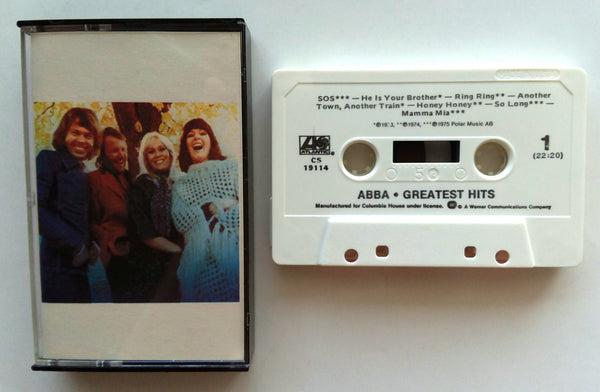 SOS*** — He Is Your Brother* — Ring Ring** — Another
Town, Another Train* — Honey Honey** — So Long*** —
Mamma Mia***
**℗1974, ***℗1975 Polar Music AB
ATLANTIC
CS
19114
1
(22:20)
50
ABBA • GREATEST HITS
Manufactured for Columbia House under license. © A Warner Communications Company